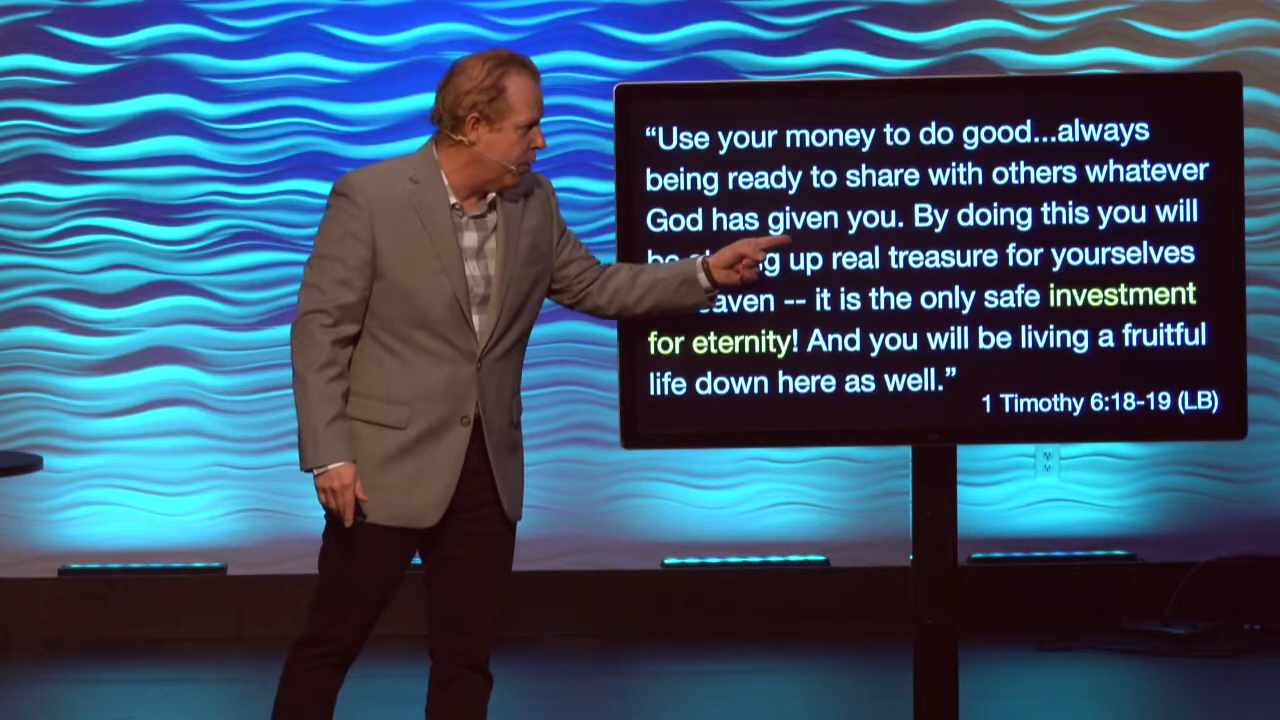 “Use your money to do good...always
being ready to share with others whatever
God has given you. By doing this you will
be up real treasure for yourselves
-- it is the only safe investment
for eternity! And you will be living a fruitful
life down here as well.”
1 Timothy 6:18-19 (LB)